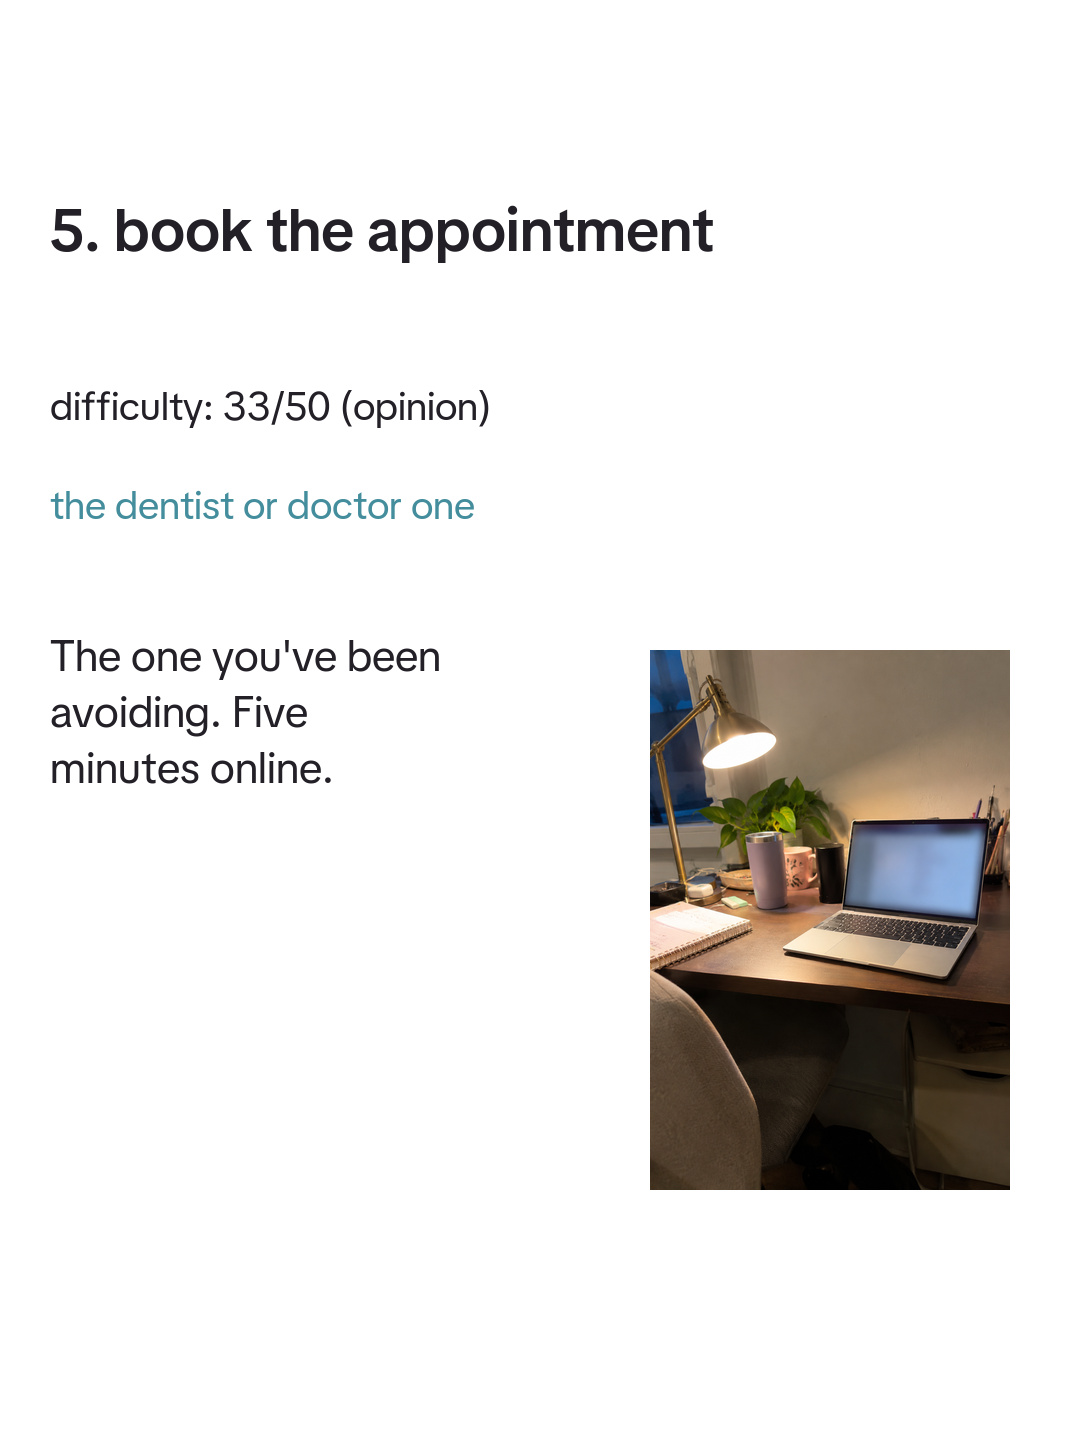 5. book the appointment
difficulty: 33/50 (opinion)
the dentist or doctor one
The one you've been
avoiding. Five
minutes online.